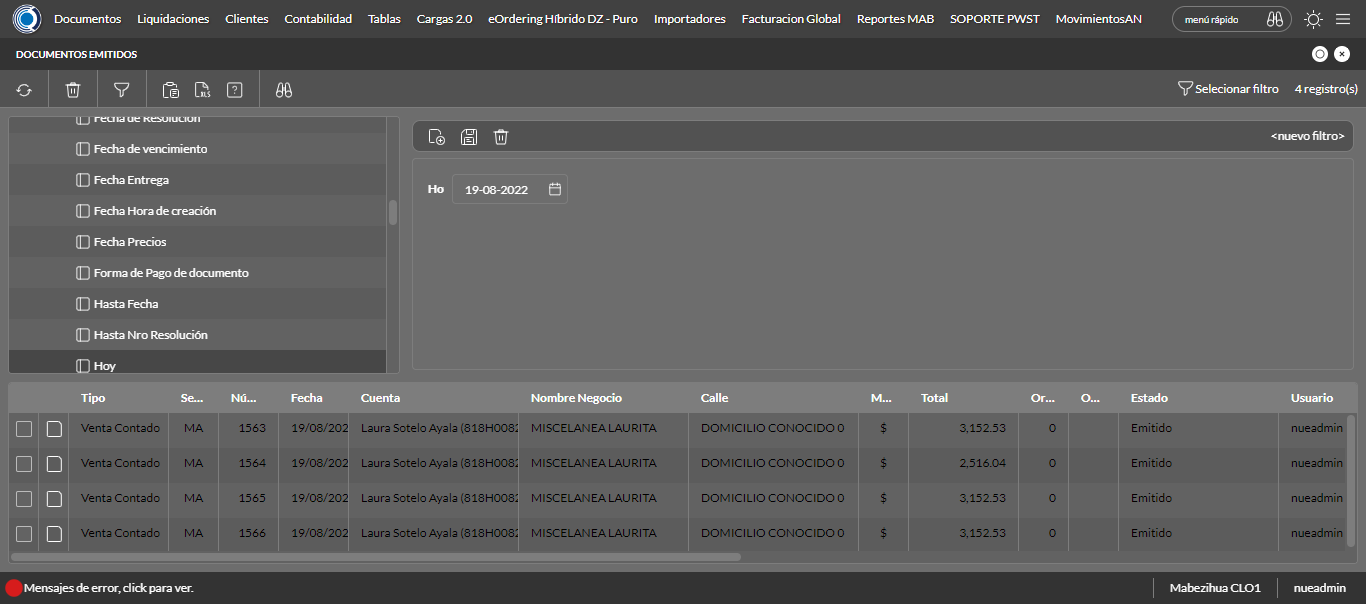 Documentos Liquidaciones Clientes Contabilidad Tablas Cargas 2.0 eOrdering Híbrido DZ - Puro Importadores Facturacion Global Reportes MAB SOPORTE PWST MovimientosAN menú rápido
DOCUMENTOS EMITIDOS
XLS ? Selecionar filtro 4 registro(s)
Fecha de Resolución
<nuevo filtro>
Fecha de vencimiento
Fecha Entrega
Ho 19-08-2022
Fecha Hora de creación
Fecha Precios
Forma de Pago de documento
Hasta Fecha
Hasta Nro Resolución
Hoy
Tipo Se... Nú... Fecha Cuenta Nombre Negocio Calle M... Total Or... O... Estado Usuario
Venta Contado MA 1563 19/08/202 Laura Sotelo Ayala (818H0082 MISCELANEA LAURITA DOMICILIO CONOCIDO 0 $ 3,152.53 0 Emitido nueadmin
Venta Contado MA 1564 19/08/202 Laura Sotelo Ayala (818H0082 MISCELANEA LAURITA DOMICILIO CONOCIDO 0 $ 2,516.04 0 Emitido nueadmin
Venta Contado MA 1565 19/08/202 Laura Sotelo Ayala (818H0082 MISCELANEA LAURITA DOMICILIO CONOCIDO 0 $ 3,152.53 0 Emitido nueadmin
Venta Contado MA 1566 19/08/202 Laura Sotelo Ayala (818H0082 MISCELANEA LAURITA DOMICILIO CONOCIDO 0 $ 3,152.53 0 Emitido nueadmin
Mensajes de error, click para ver. Mabezihua CLO1 nueadmin